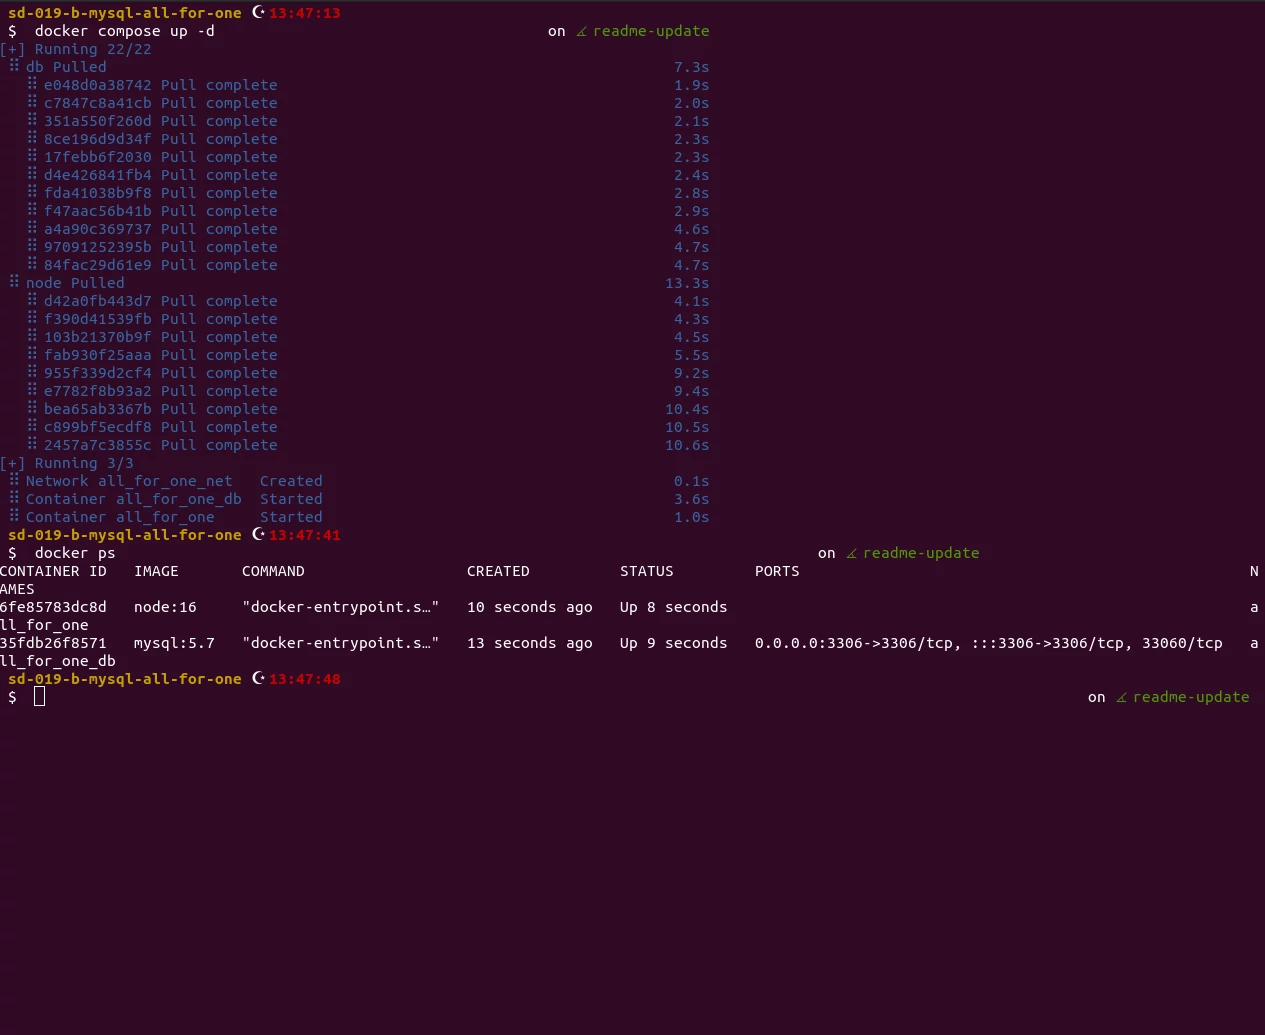 sd-019-b-mysql-all-for-one ☪13:47:13
$  docker compose up -d on ⦟ readme-update
[+] Running 22/22
⠿ db Pulled 7.3s
⠿ e048d0a38742 Pull complete 1.9s
⠿ c7847c8a41cb Pull complete 2.0s
⠿ 351a550f260d Pull complete 2.1s
⠿ 8ce196d9d34f Pull complete 2.3s
⠿ 17febb6f2030 Pull complete 2.3s
⠿ d4e426841fb4 Pull complete 2.4s
⠿ fda41038b9f8 Pull complete 2.8s
⠿ f47aac56b41b Pull complete 2.9s
⠿ a4a90c369737 Pull complete 4.6s
⠿ 97091252395b Pull complete 4.7s
⠿ 84fac29d61e9 Pull complete 4.7s
⠿ node Pulled 13.3s
⠿ d42a0fb443d7 Pull complete 4.1s
⠿ f390d41539fb Pull complete 4.3s
⠿ 103b21370b9f Pull complete 4.5s
⠿ fab930f25aaa Pull complete 5.5s
⠿ 955f339d2cf4 Pull complete 9.2s
⠿ e7782f8b93a2 Pull complete 9.4s
⠿ bea65ab3367b Pull complete 10.4s
⠿ c899bf5ecdf8 Pull complete 10.5s
⠿ 2457a7c3855c Pull complete 10.6s
[+] Running 3/3
⠿ Network all_for_one_net   Created 0.1s
⠿ Container all_for_one_db  Started 3.6s
⠿ Container all_for_one     Started 1.0s
sd-019-b-mysql-all-for-one ☪13:47:41
$  docker ps on ⦟ readme-update
CONTAINER ID   IMAGE       COMMAND                  CREATED          STATUS         PORTS                                                  N
AMES
6fe85783dc8d   node:16     "docker-entrypoint.s…"   10 seconds ago   Up 8 seconds                                                          a
ll_for_one
35fdb26f8571   mysql:5.7   "docker-entrypoint.s…"   13 seconds ago   Up 9 seconds   0.0.0.0:3306->3306/tcp, :::3306->3306/tcp, 33060/tcp   a
ll_for_one_db
sd-019-b-mysql-all-for-one ☪13:47:48
$ on ⦟ readme-update